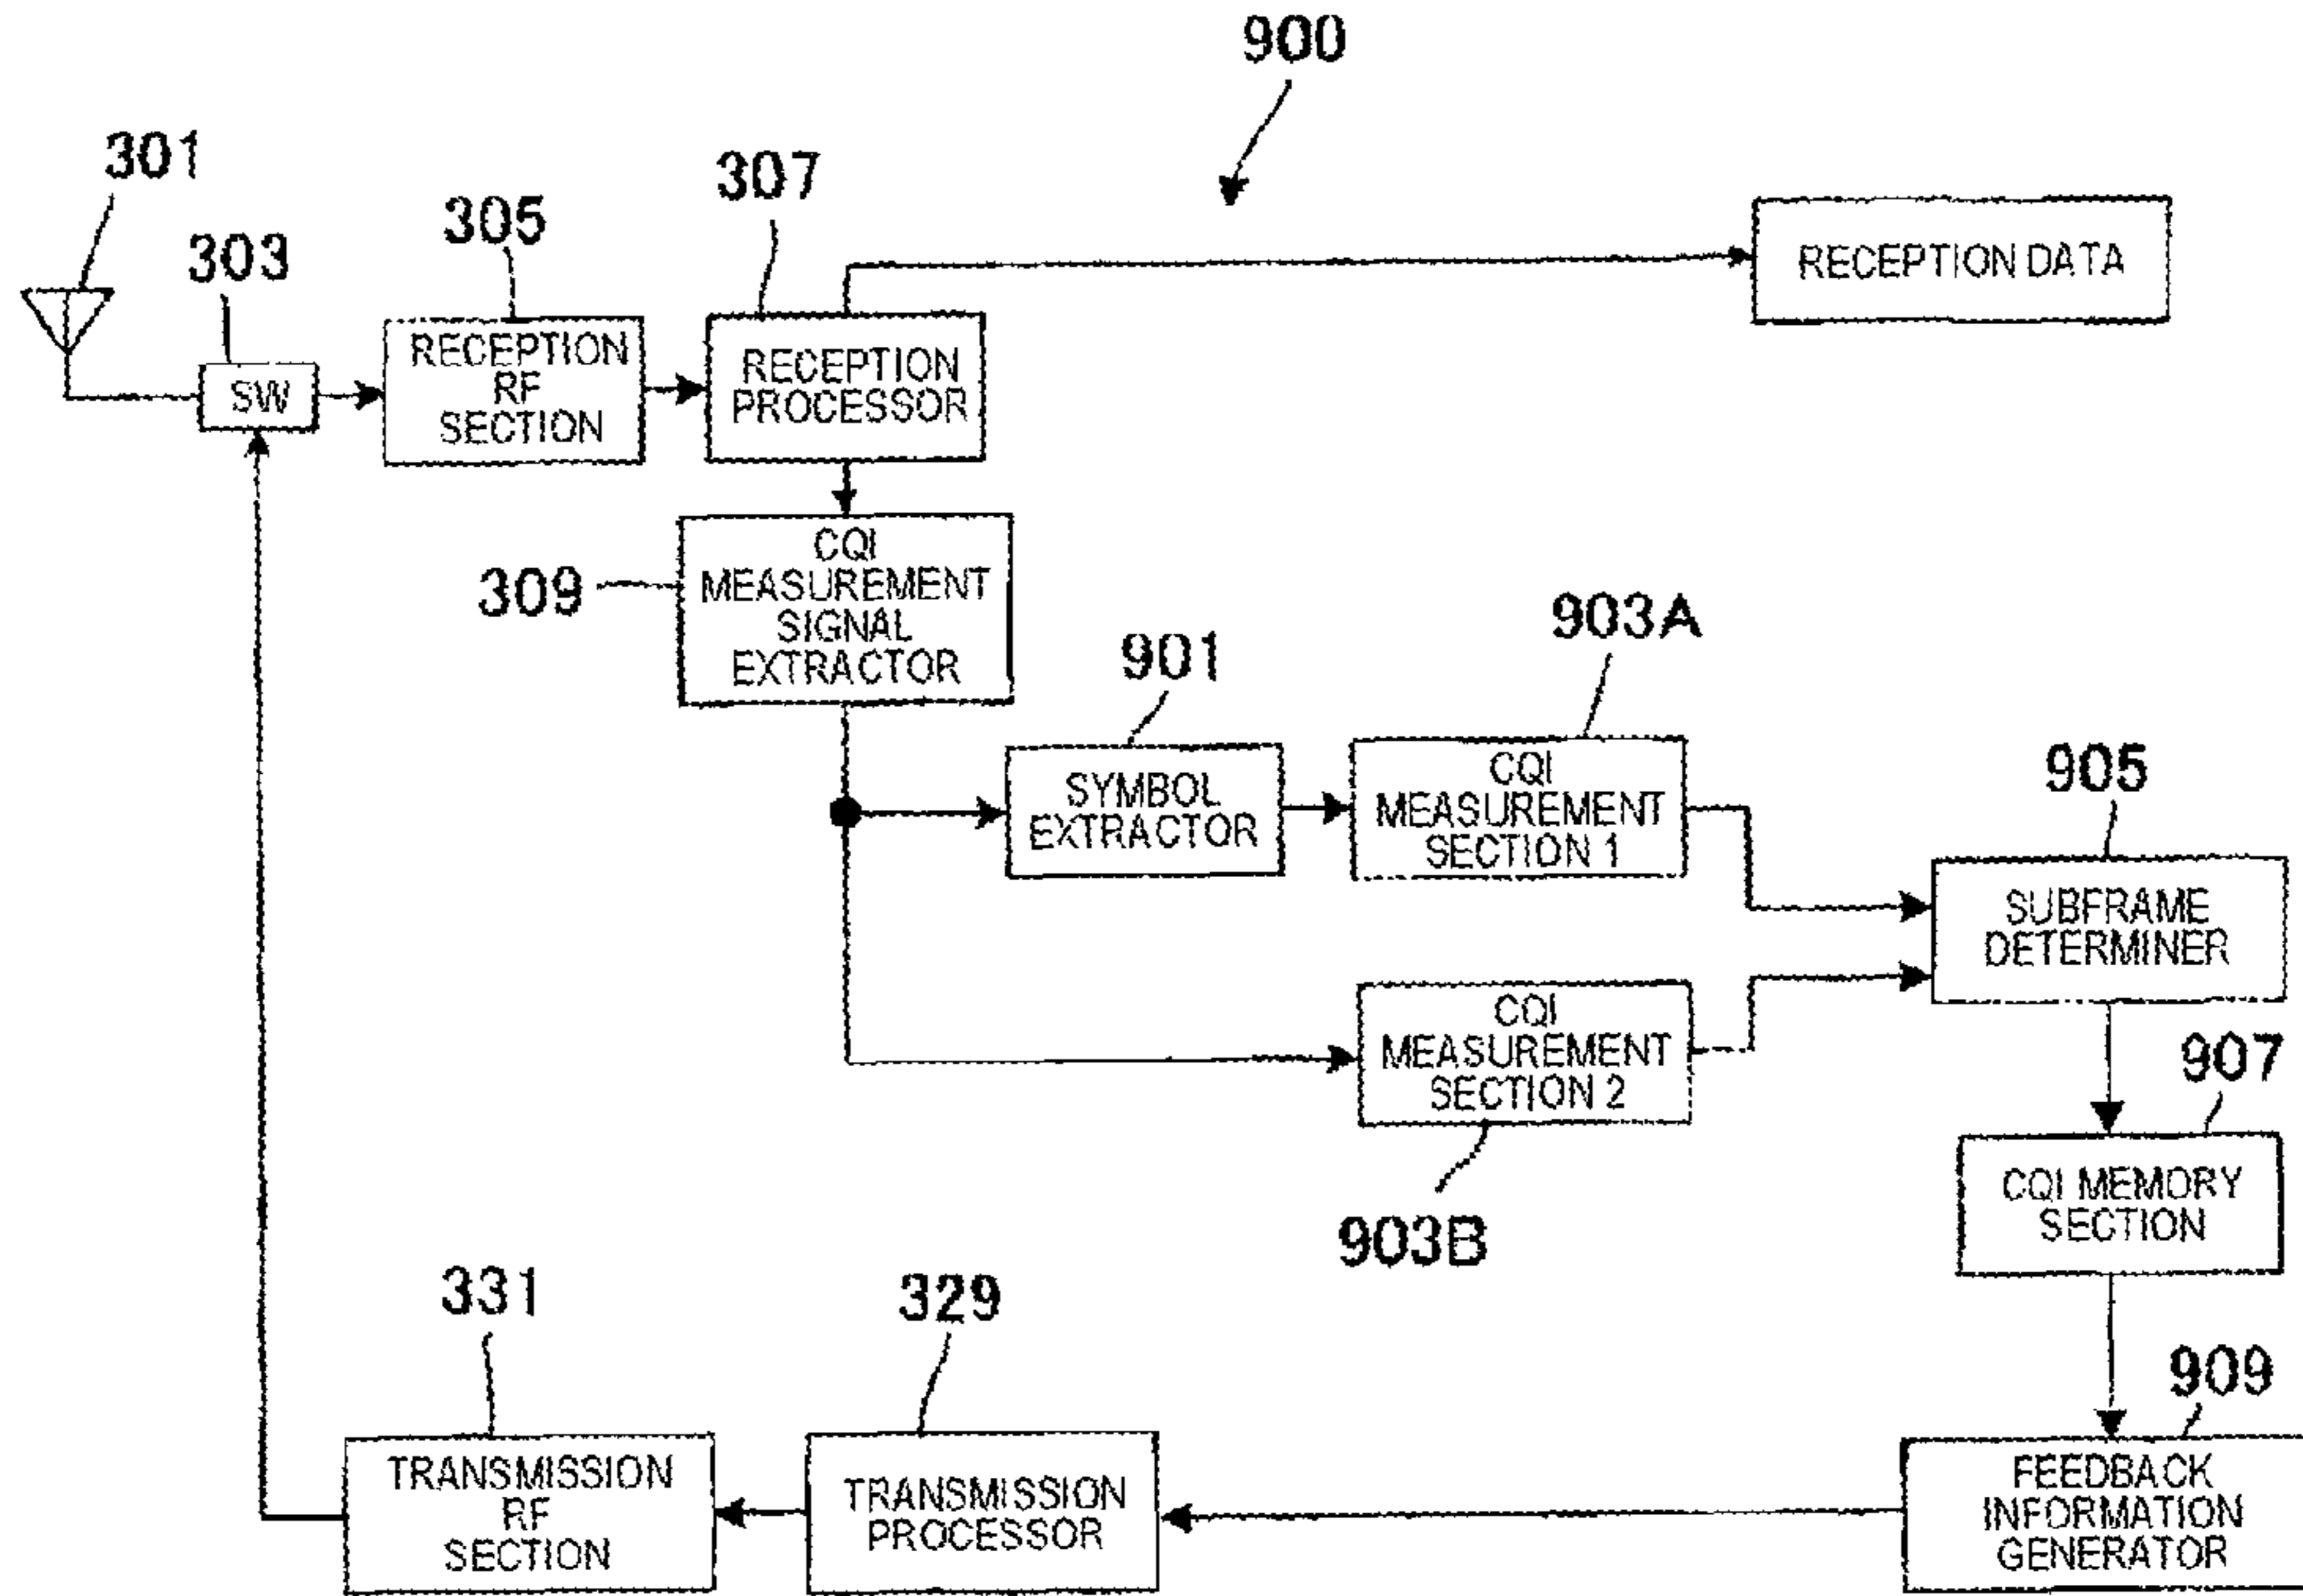 900
301
303
305
307
RECEPTION DATA
SW
RECEPTION
RF
SECTION
RECEPTION
PROCESSOR
309
CQI
MEASUREMENT
SIGNAL
EXTRACTOR
901
903A
SYMBOL
EXTRACTOR
CQI
MEASUREMENT
SECTION 1
905
SUBFRAME
DETERMINER
CQI
MEASUREMENT
SECTION 2
903B
907
CQI MEMORY
SECTION
331
329
909
TRANSMISSION
RF
SECTION
TRANSMISSION
PROCESSOR
FEEDBACK
INFORMATION
GENERATOR